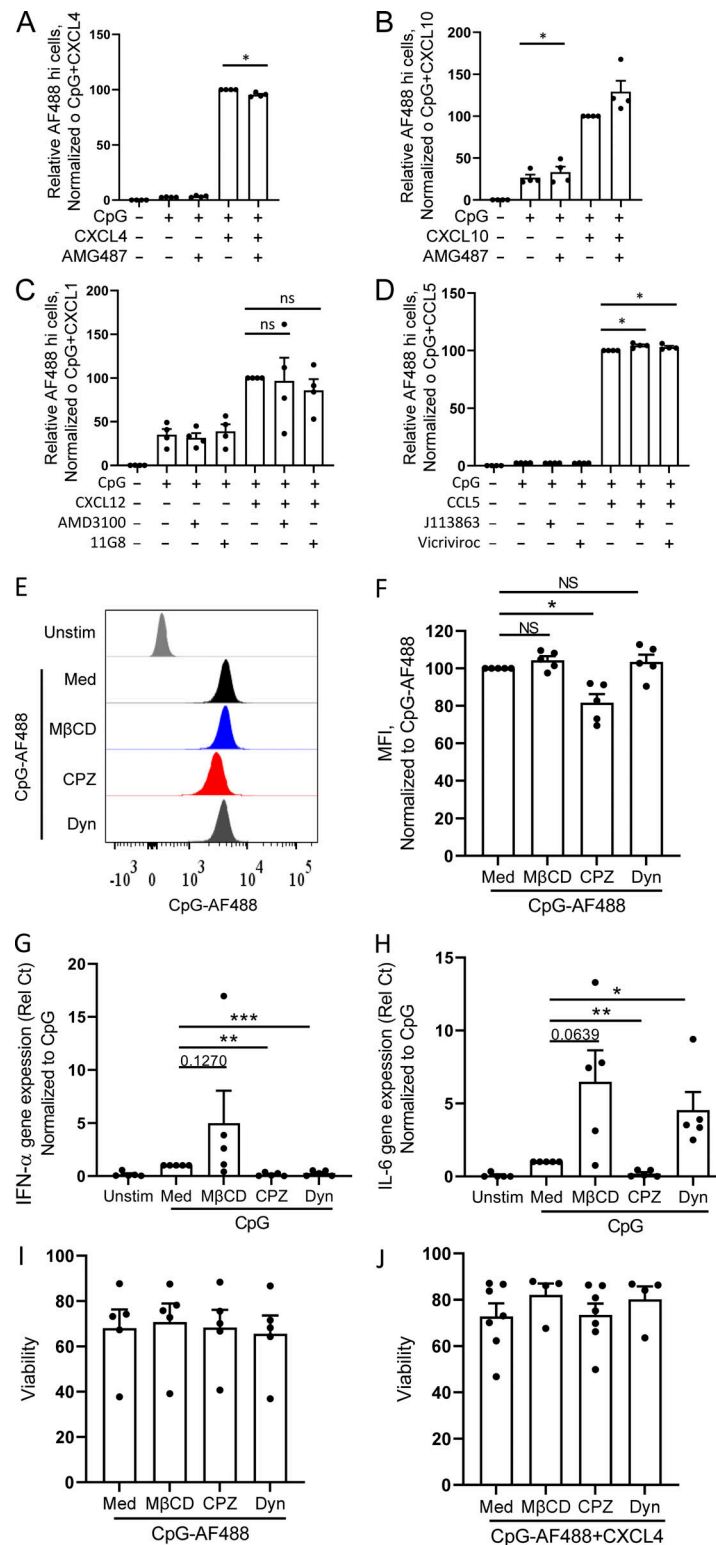 A
Relative AF488 hi cells,
Normalized o CpG+CXCL4
150
100
50
0
*
CpG – + + + +
CXCL4 – – – + +
AMG487 – – + – +
B
Relative AF488 hi cells,
Normalized o CpG+CXCL10
200
150
100
50
0
*
CpG – + + + +
CXCL10 – – – + +
AMG487 – – + – +
C
Relative AF488 hi cells,
Normalized o CpG+CXCL1
200
150
100
50
0
ns
ns
CpG – + + + + + +
CXCL12 – – – – + + +
AMD3100 – – + – – + –
11G8 – – – + – – +
D
Relative AF488 hi cells,
Normalized o CpG+CCL5
150
100
50
0
*
*
CpG – + + + + + +
CCL5 – – – – + + +
J113863 – – + – – + –
Vicriviroc – – – + – – +
E
Unstim
Med
MβCD
CPZ
Dyn
CpG-AF488
-10³ 0 10³ 10⁴ 10⁵
CpG-AF488
F
MFI,
Normalized to CpG-AF488
120
100
80
60
40
20
0
NS
*
NS
Med MβCD CPZ Dyn
CpG-AF488
G
IFN-α gene expession (Rel Ct)
Normalized to CpG
20
15
10
5
0
***
**
0.1270
Unstim Med MβCD CPZ Dyn
CpG
H
IL-6 gene expession (Rel Ct)
Normalized to CpG
15
10
5
0
*
**
0.0639
Unstim Med MβCD CPZ Dyn
CpG
I
Viability
100
80
60
40
20
0
Med MβCD CPZ Dyn
CpG-AF488
J
Viability
100
80
60
40
20
0
Med MβCD CPZ Dyn
CpG-AF488+CXCL4